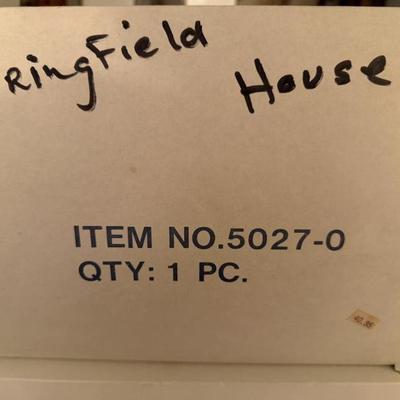 RingField House
ITEM NO.5027-0
QTY: 1 PC.